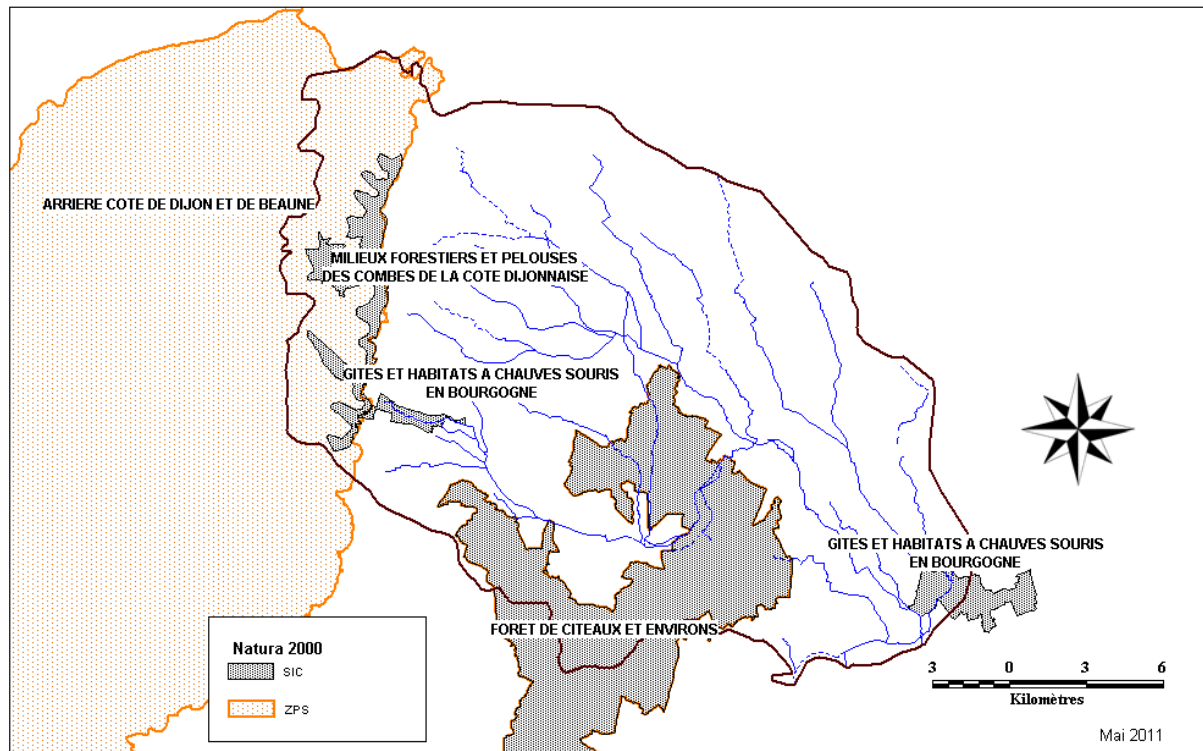 ARRIERE COTE DE DIJON ET DE BEAUNE
MILIEUX FORESTIERS ET PELOUSES
DES COMBES DE LA COTE DIJONNAISE
GITES ET HABITATS A CHAUVES SOURIS
EN BOURGOGNE
GITES ET HABITATS A CHAUVES SOURIS
EN BOURGOGNE
FORET DE CITEAUX ET ENVIRONS
Natura 2000
SIC
ZPS
3 0 3 6
Kilomètres
Mai 2011